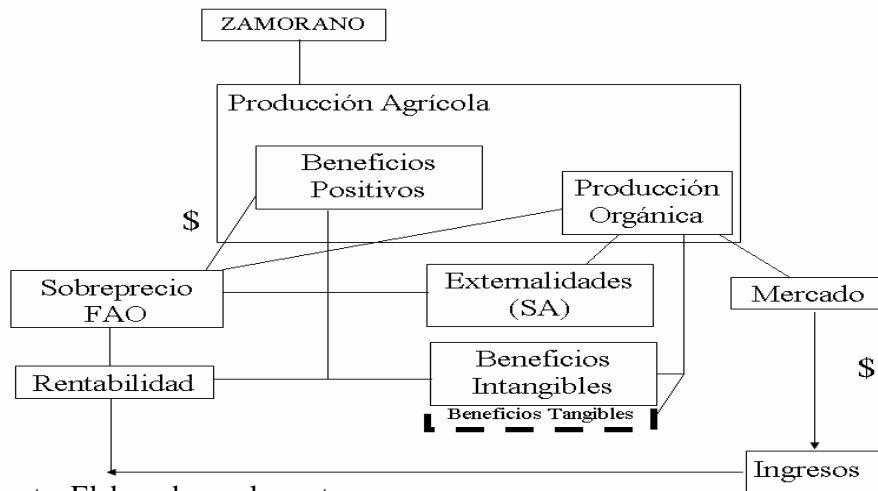 ZAMORANO
Producción Agrícola
Beneficios
Positivos
Producción
Orgánica
$
Sobreprecio
FAO
Externalidades
(SA)
Mercado
Rentabilidad
Beneficios
Intangibles
$
Beneficios Tangibles
Ingresos